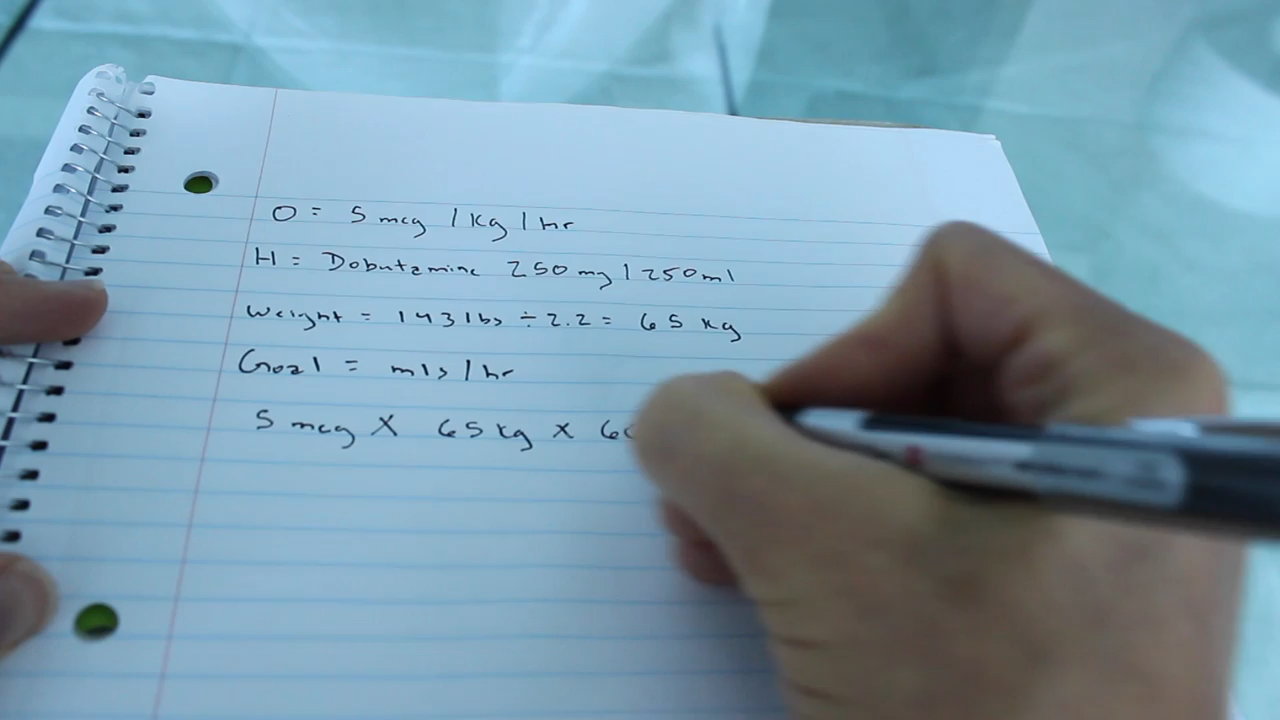 O = 5 mcg / kg / hr
H = Dobutamine 250 mg / 250 ml
Weight = 143 lbs ÷ 2.2 = 65 kg
Goal = mls / hr
5 mcg X 65 kg X